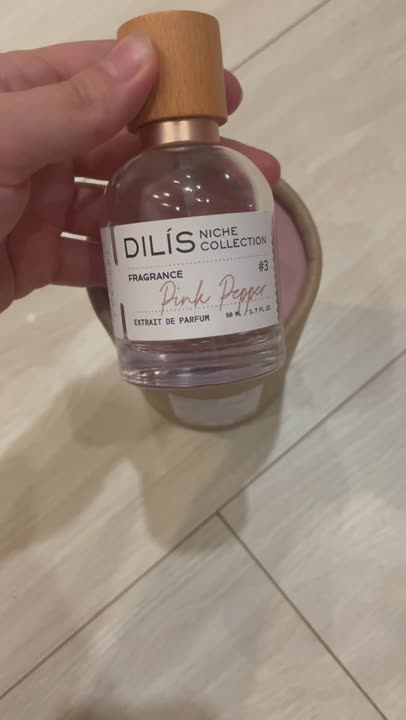 DILÍS NICHE COLLECTION
FRAGRANCE #3
Pink Pepper
EXTRAIT DE PARFUM 50 ML / 1.7 FL.OZ